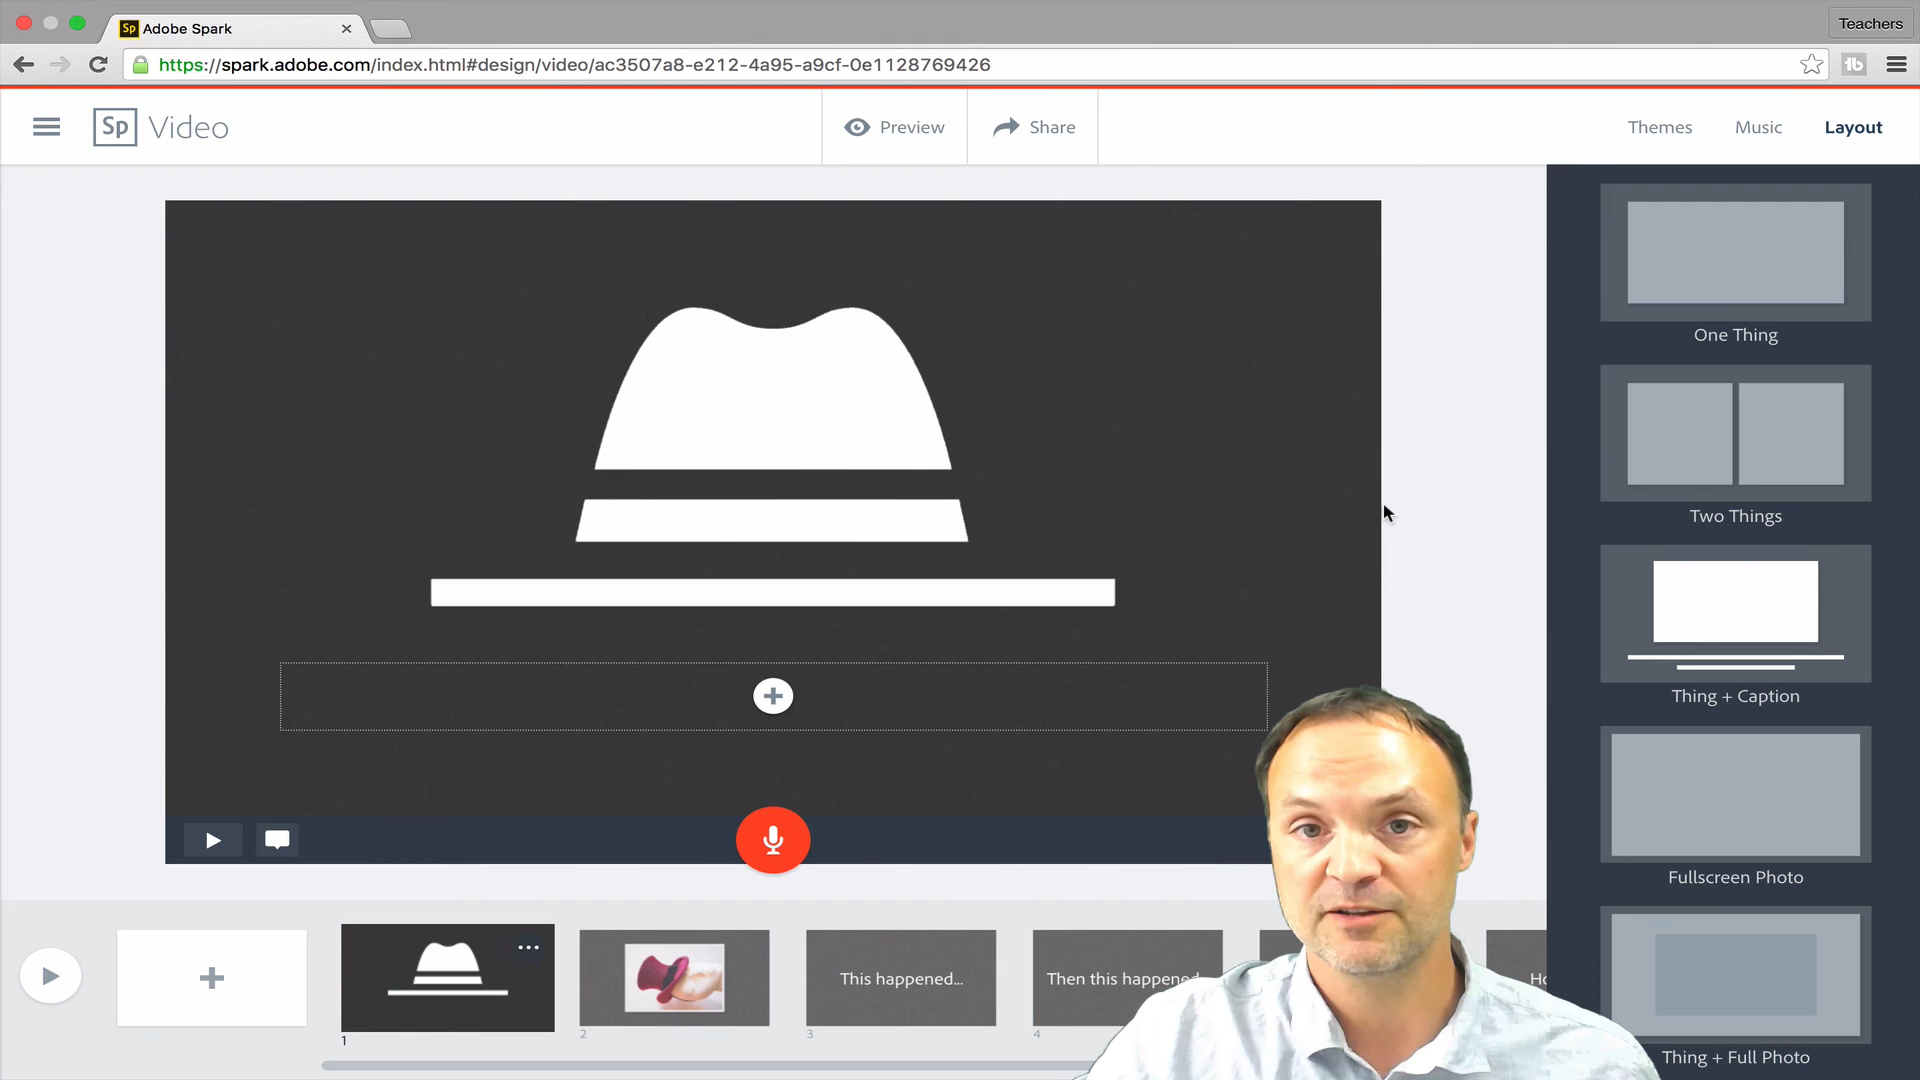 Sp Adobe Spark
Teachers
https://spark.adobe.com/index.html#design/video/ac3507a8-e212-4a95-a9cf-0e1128769426
Sp Video
Preview
Share
Themes
Music
Layout
One Thing
Two Things
Thing + Caption
Fullscreen Photo
Thing + Full Photo
This happened...
Then this happened
1
2
3
4